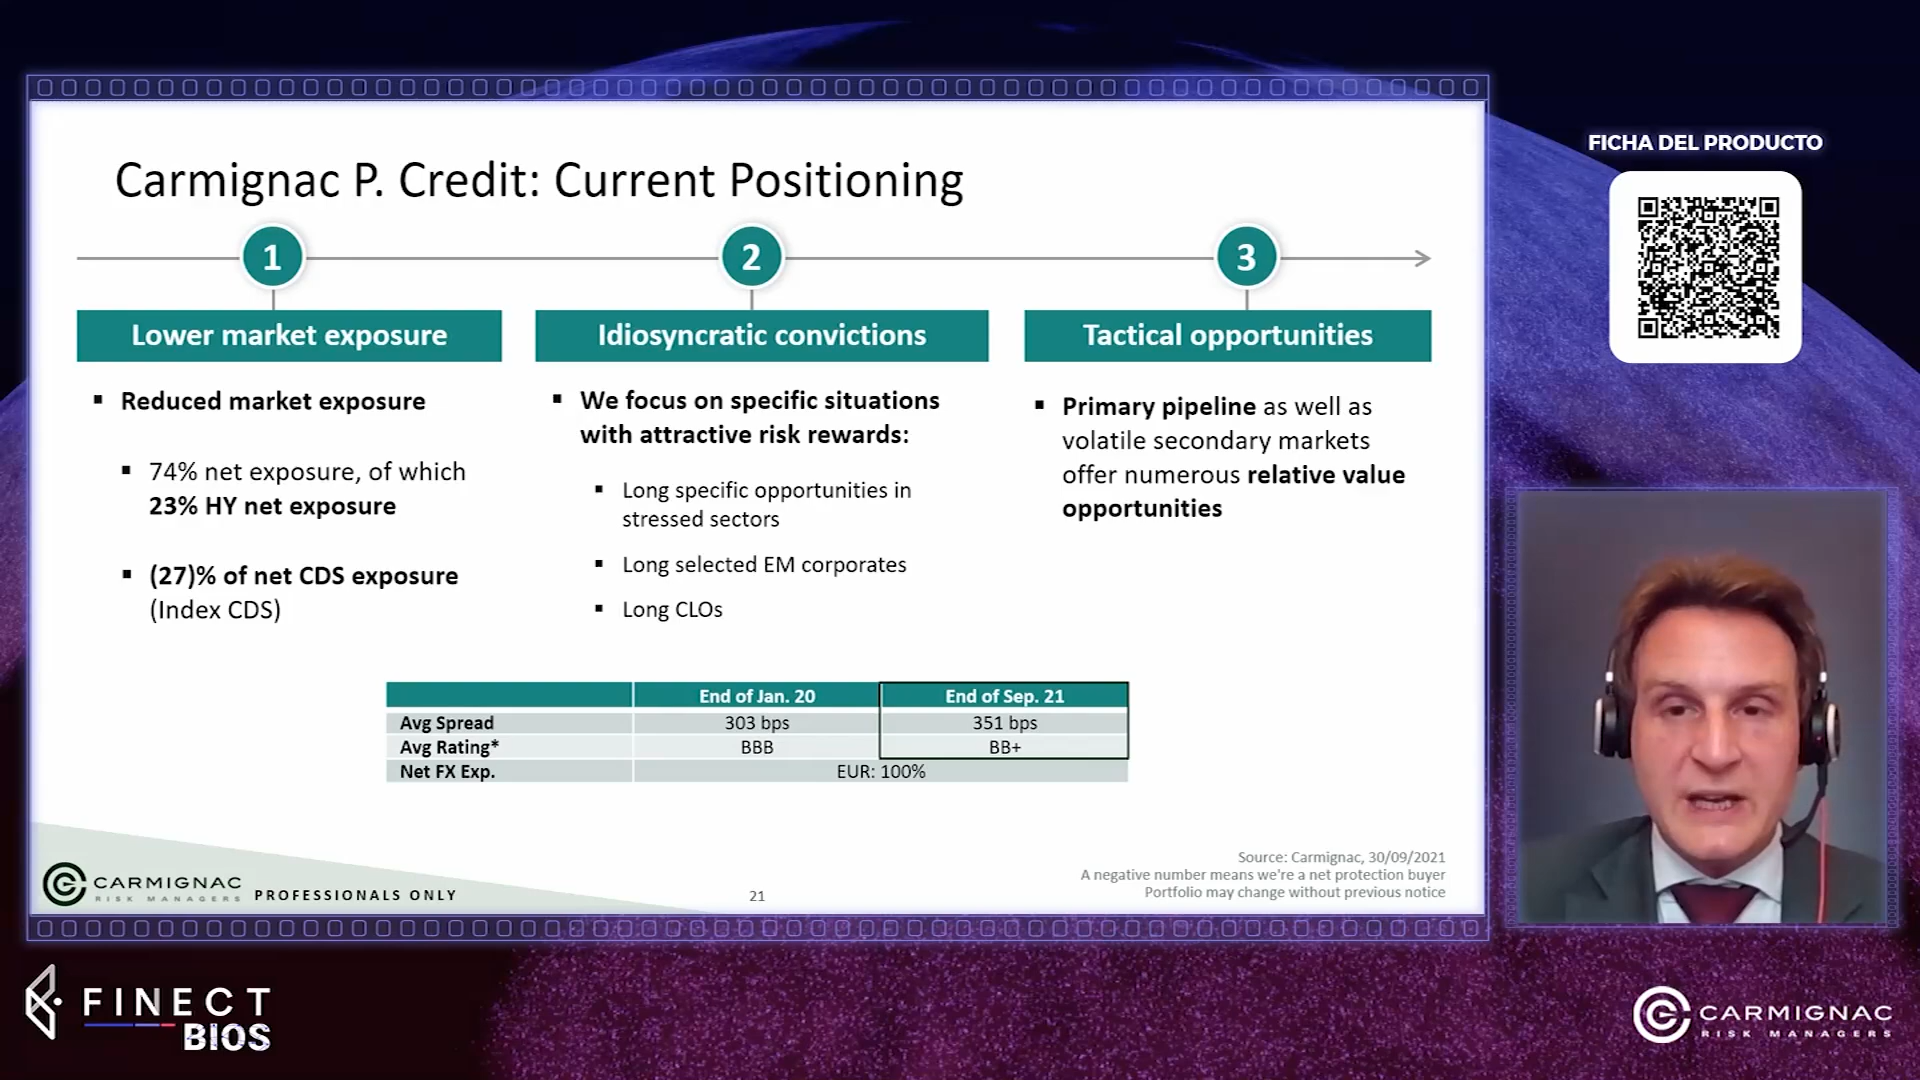 Carmignac P. Credit: Current Positioning
1
2
3
Lower market exposure
Reduced market exposure
74% net exposure, of which
23% HY net exposure
(27)% of net CDS exposure
(Index CDS)
Idiosyncratic convictions
We focus on specific situations
with attractive risk rewards:
Long specific opportunities in
stressed sectors
Long selected EM corporates
Long CLOs
Tactical opportunities
Primary pipeline as well as
volatile secondary markets
offer numerous relative value
opportunities
End of Jan. 20 End of Sep. 21
Avg Spread 303 bps 351 bps
Avg Rating* BBB BB+
Net FX Exp. EUR: 100%
Source: Carmignac, 30/09/2021
A negative number means we're a net protection buyer
Portfolio may change without previous notice
CARMIGNAC
RISK MANAGERS
PROFESSIONALS ONLY
21
FICHA DEL PRODUCTO
FINECT
BIOS
CARMIGNAC
RISK MANAGERS